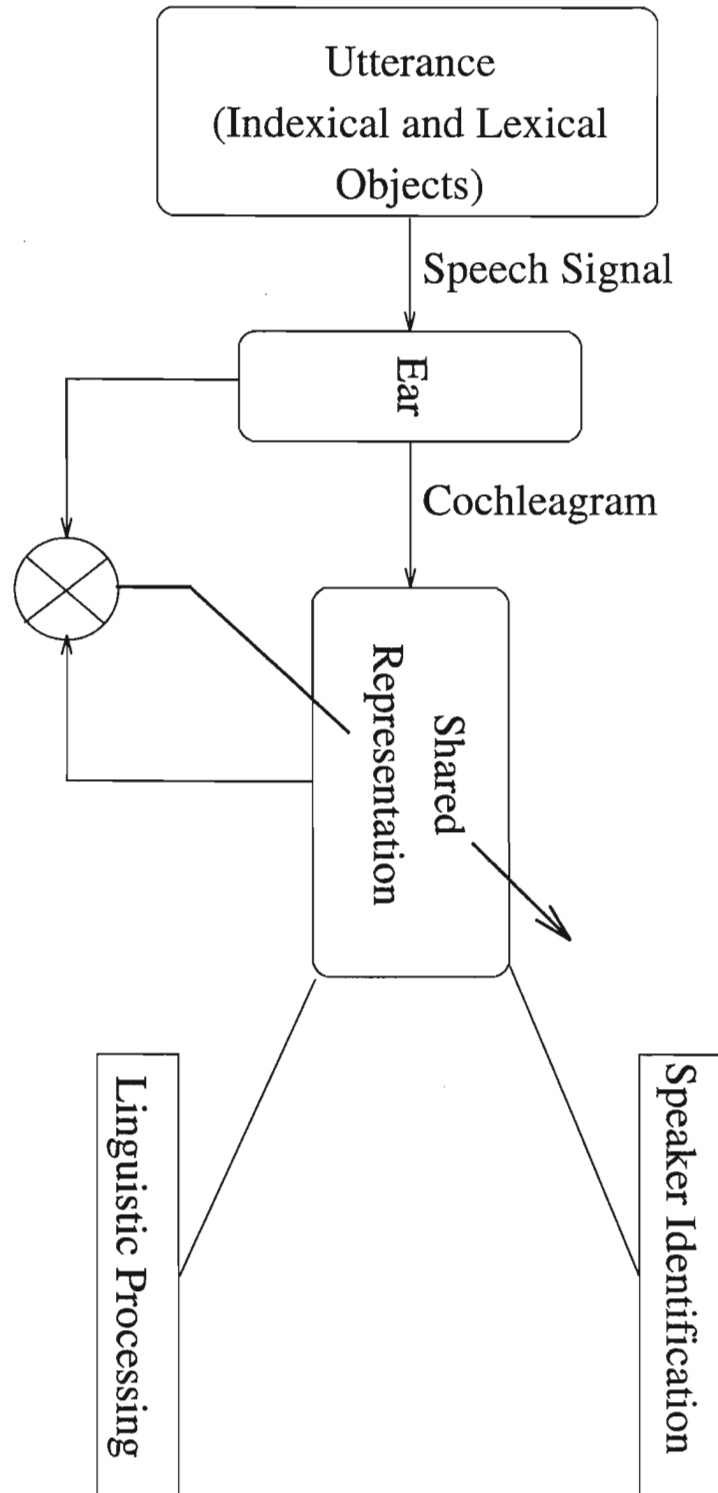 Utterance
(Indexical and Lexical
Objects)
Speech Signal
Ear
Cochleagram
Shared
Representation
Linguistic Processing
Speaker Identification